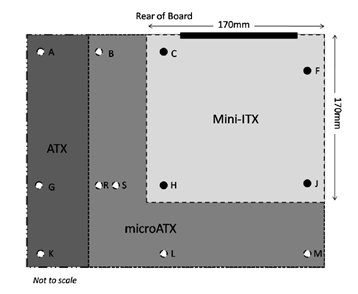 Rear of Board
170mm
A
B
C
F
Mini-ITX
170mm
ATX
G
R
S
H
J
microATX
K
L
M
Not to scale